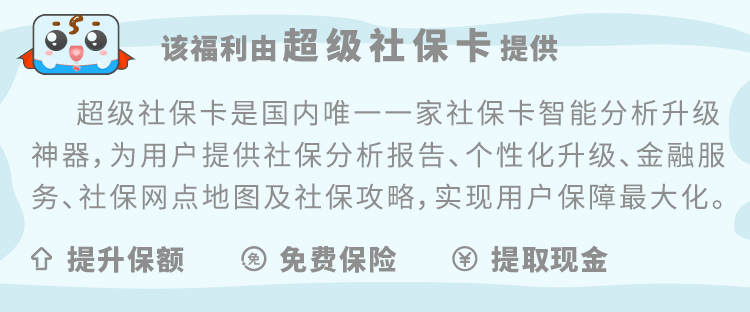 该福利由超级社保卡提供
超级社保卡是国内唯一一家社保卡智能分析升级
神器，为用户提供社保分析报告、个性化升级、金融服
务、社保网点地图及社保攻略，实现用户保障最大化。
提升保额 免 免费保险 ¥ 提取现金